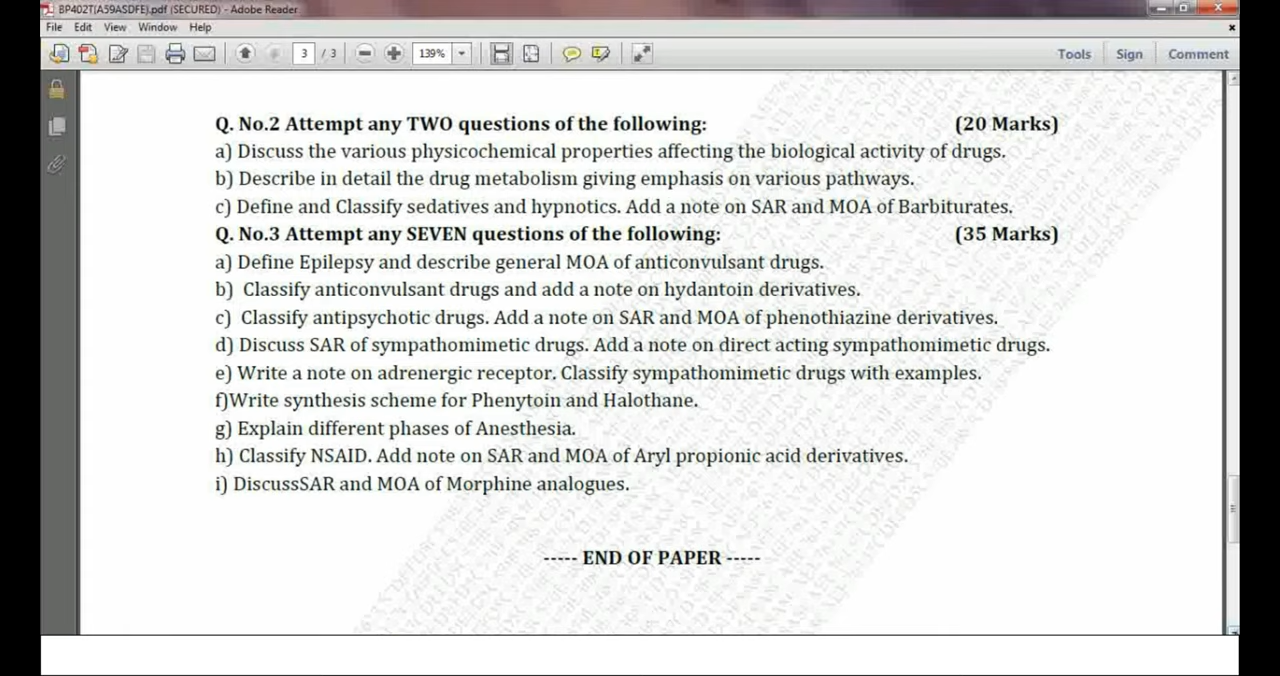 BP402T(A59ASDFE).pdf (SECURED) - Adobe Reader
File Edit View Window Help
3 / 3 139% Tools Sign Comment
Q. No.2 Attempt any TWO questions of the following: (20 Marks)
a) Discuss the various physicochemical properties affecting the biological activity of drugs.
b) Describe in detail the drug metabolism giving emphasis on various pathways.
c) Define and Classify sedatives and hypnotics. Add a note on SAR and MOA of Barbiturates.
Q. No.3 Attempt any SEVEN questions of the following: (35 Marks)
a) Define Epilepsy and describe general MOA of anticonvulsant drugs.
b) Classify anticonvulsant drugs and add a note on hydantoin derivatives.
c) Classify antipsychotic drugs. Add a note on SAR and MOA of phenothiazine derivatives.
d) Discuss SAR of sympathomimetic drugs. Add a note on direct acting sympathomimetic drugs.
e) Write a note on adrenergic receptor. Classify sympathomimetic drugs with examples.
f)Write synthesis scheme for Phenytoin and Halothane.
g) Explain different phases of Anesthesia.
h) Classify NSAID. Add note on SAR and MOA of Aryl propionic acid derivatives.
i) DiscussSAR and MOA of Morphine analogues.
----- END OF PAPER -----